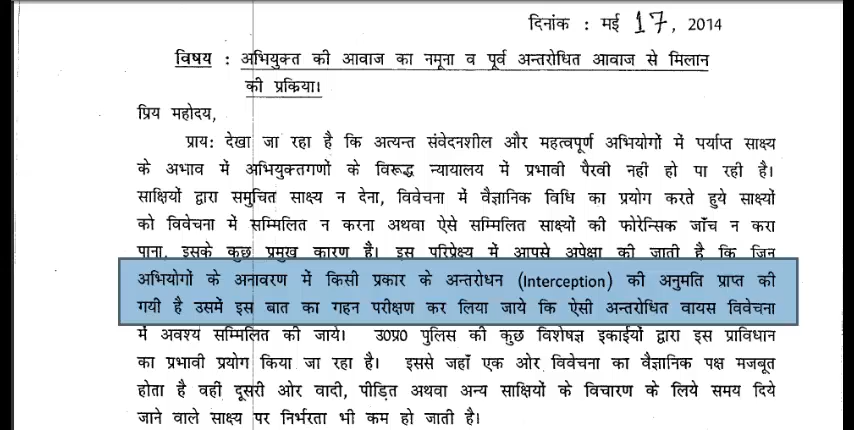 दिनांक : मई 17, 2014
विषय : अभियुक्त की आवाज का नमूना व पूर्व अन्तरोधित आवाज से मिलान
की प्रकिया।
प्रिय महोदय,
प्राय: देखा जा रहा है कि अत्यन्त संवेदनशील और महत्वपूर्ण अभियोगों में पर्याप्त साक्ष्य
के अभाव में अभियुक्तगणों के विरूद्ध न्यायालय में प्रभावी पैरवी नही हो पा रही है।
साक्षियों द्वारा समुचित साक्ष्य न देना, विवेचना में वैज्ञानिक विधि का प्रयोग करते हुये साक्ष्यों
को विवेचना में सम्मिलित न करना अथवा ऐसे सम्मिलित साक्ष्यों की फोरेन्सिक जाँच न करा
पाना, इसके कुछ प्रमुख कारण है। इस परिप्रेक्ष्य में आपसे अपेक्षा की जाती है कि जिन
अभियोगों के अनावरण में किसी प्रकार के अन्तरोधन (Interception) की अनुमति प्राप्त की
गयी है उसमें इस बात का गहन परीक्षण कर लिया जाये कि ऐसी अन्तरोधित वायस विवेचना
में अवश्य सम्मिलित की जाये। उ0प्र0 पुलिस की कुछ विशेषज्ञ इकाईयों द्वारा इस प्राविधान
का प्रभावी प्रयोग किया जा रहा है। इससे जहाँ एक ओर विवेचना का वैज्ञानिक पक्ष मजबूत
होता है वही दूसरी ओर वादी, पीड़ित अथवा अन्य साक्षियों के विचारण के लिये समय दिये
जाने वाले साक्ष्य पर निर्भरता भी कम हो जाती है।